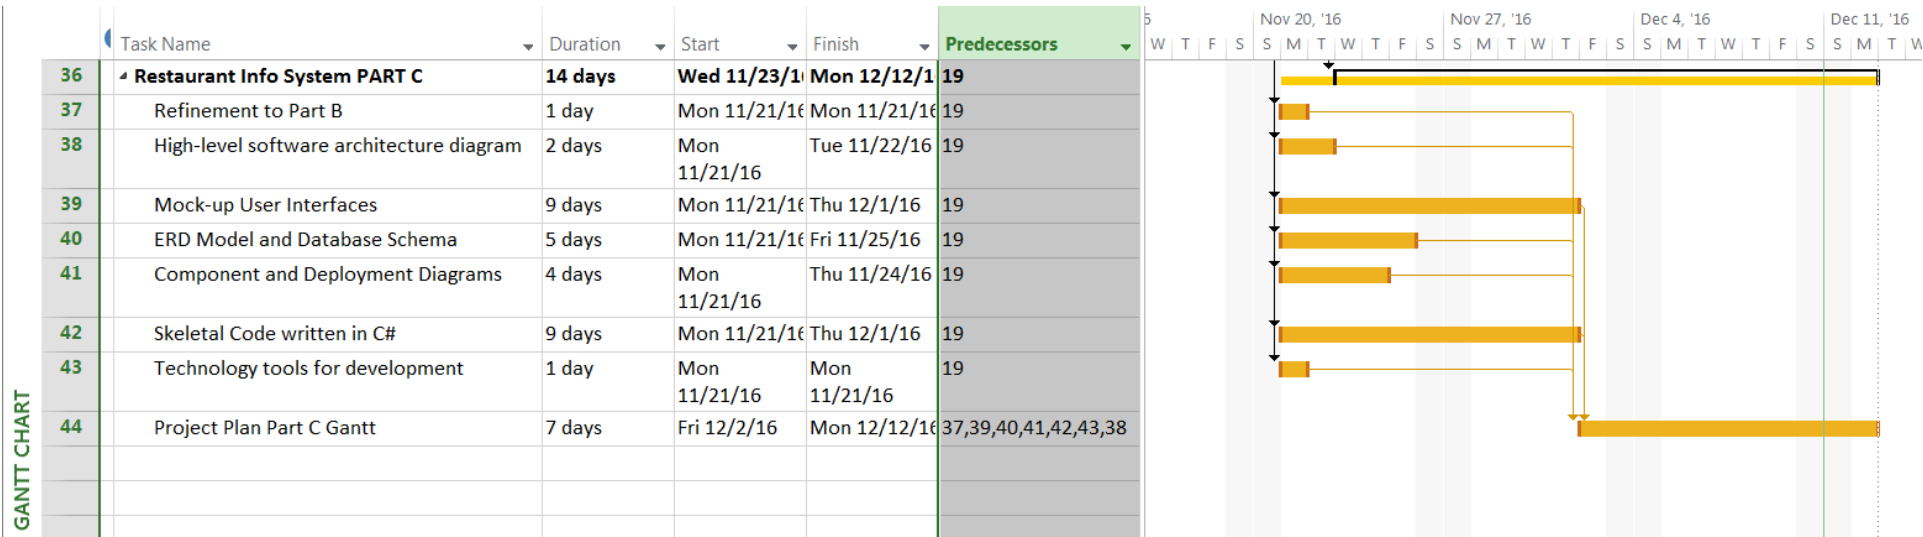 5 Nov 20, '16 Nov 27, '16 Dec 4, '16 Dec 11, '16
Task Name Duration Start Finish Predecessors W T F S S M T W T F S S M T W T F S S M T W T F S S M T W
36 Restaurant Info System PART C 14 days Wed 11/23/1 Mon 12/12/1 19
37 Refinement to Part B 1 day Mon 11/21/16 Mon 11/21/16 19
38 High-level software architecture diagram 2 days Mon Tue 11/22/16 19
11/21/16
39 Mock-up User Interfaces 9 days Mon 11/21/16 Thu 12/1/16 19
40 ERD Model and Database Schema 5 days Mon 11/21/16 Fri 11/25/16 19
41 Component and Deployment Diagrams 4 days Mon Thu 11/24/16 19
11/21/16
42 Skeletal Code written in C# 9 days Mon 11/21/16 Thu 12/1/16 19
43 Technology tools for development 1 day Mon Mon 19
11/21/16 11/21/16
44 Project Plan Part C Gantt 7 days Fri 12/2/16 Mon 12/12/16 37,39,40,41,42,43,38
GANTT CHART